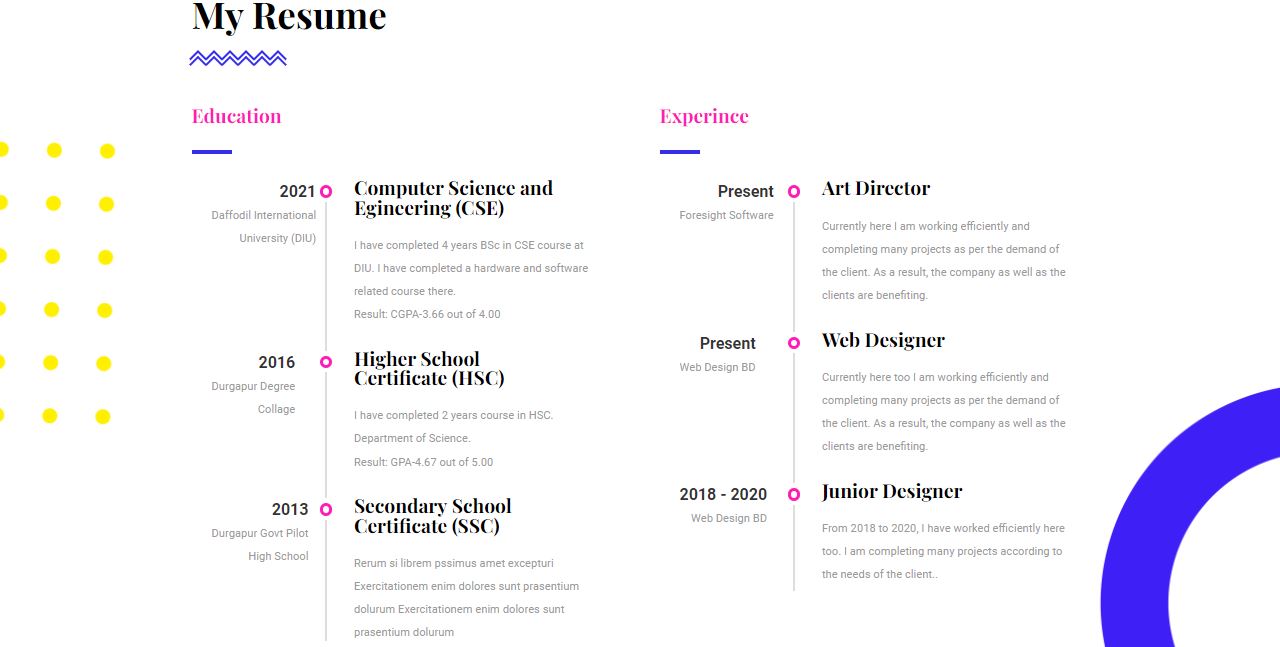 My Resume
Education
2021
Daffodil International
University (DIU)
Computer Science and
Egineering (CSE)
I have completed 4 years BSc in CSE course at
DIU. I have completed a hardware and software
related course there.
Result: CGPA-3.66 out of 4.00
2016
Durgapur Degree
Collage
Higher School
Certificate (HSC)
I have completed 2 years course in HSC.
Department of Science.
Result: GPA-4.67 out of 5.00
2013
Durgapur Govt Pilot
High School
Secondary School
Certificate (SSC)
Rerum si librem pssimus amet excepturi
Exercitationem enim dolores sunt prasentium
dolurum Exercitationem enim dolores sunt
prasentium dolurum
Experince
Present
Foresight Software
Art Director
Currently here I am working efficiently and
completing many projects as per the demand of
the client. As a result, the company as well as the
clients are benefiting.
Present
Web Design BD
Web Designer
Currently here too I am working efficiently and
completing many projects as per the demand of
the client. As a result, the company as well as the
clients are benefiting.
2018 - 2020
Web Design BD
Junior Designer
From 2018 to 2020, I have worked efficiently here
too. I am completing many projects according to
the needs of the client..